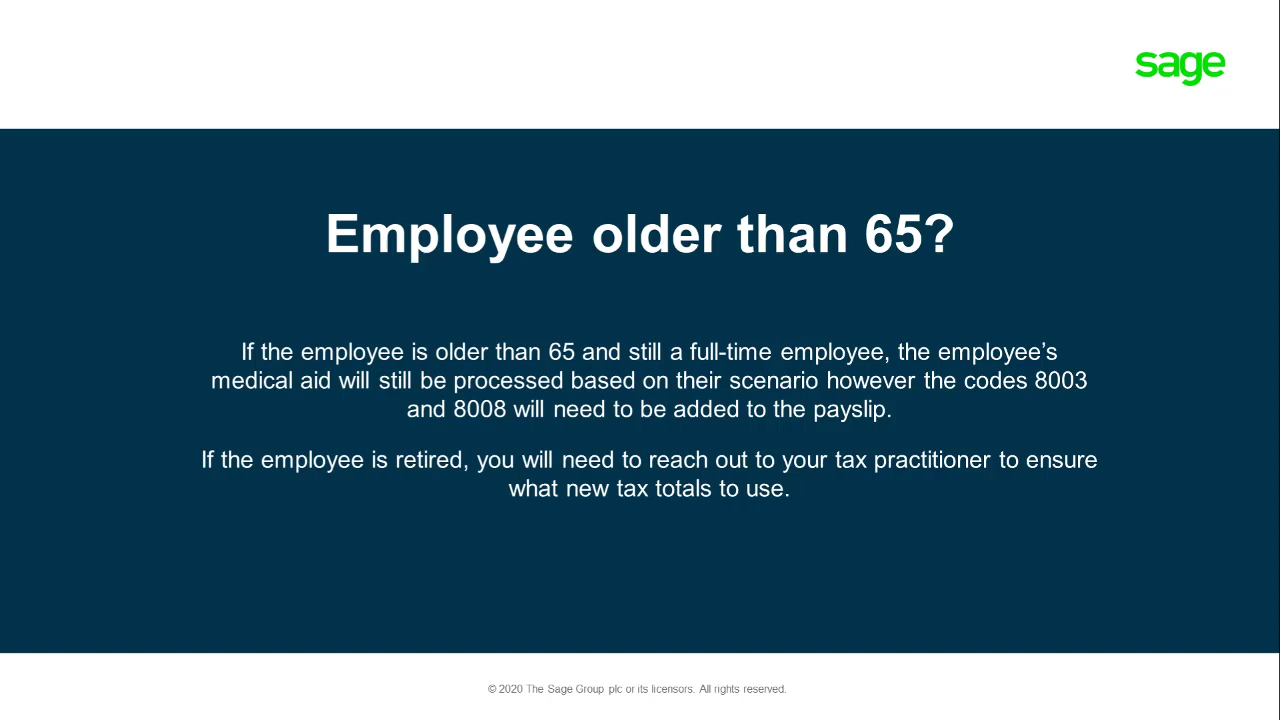 sage
Employee older than 65?
If the employee is older than 65 and still a full-time employee, the employee’s
medical aid will still be processed based on their scenario however the codes 8003
and 8008 will need to be added to the payslip.
If the employee is retired, you will need to reach out to your tax practitioner to ensure
what new tax totals to use.
© 2020 The Sage Group plc or its licensors. All rights reserved.